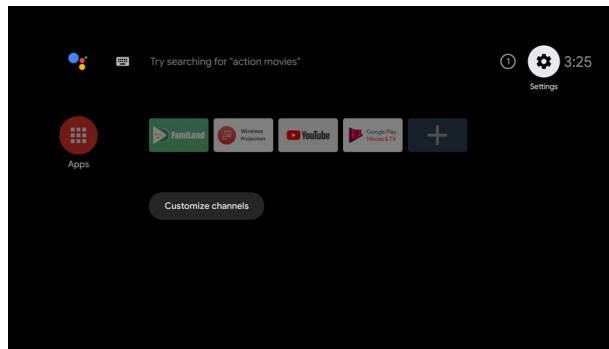 Try searching for "action movies"
1
3:25
Settings
Apps
FamiLand
Wireless
Projection
YouTube
Google Play
Movies & TV
Customize channels